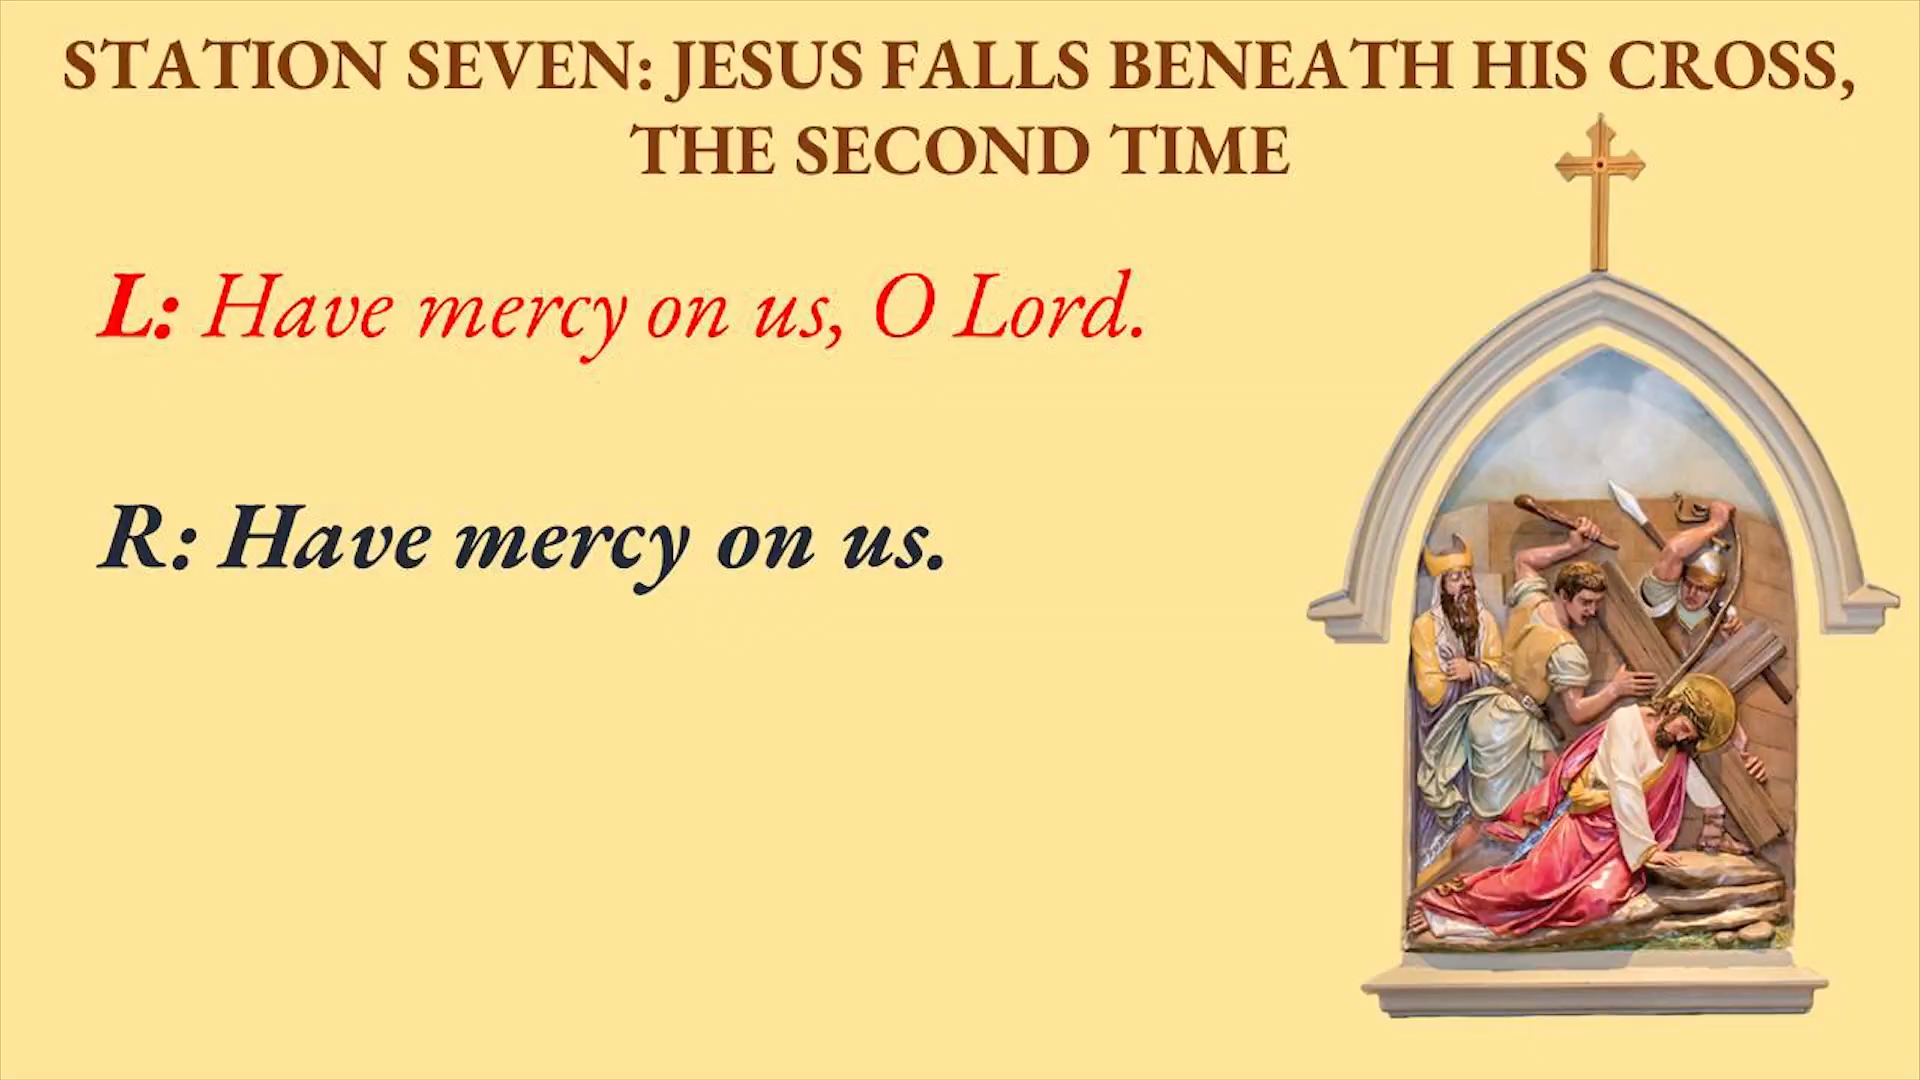 STATION SEVEN: JESUS FALLS BENEATH HIS CROSS,
THE SECOND TIME
L: Have mercy on us, O Lord.
R: Have mercy on us.